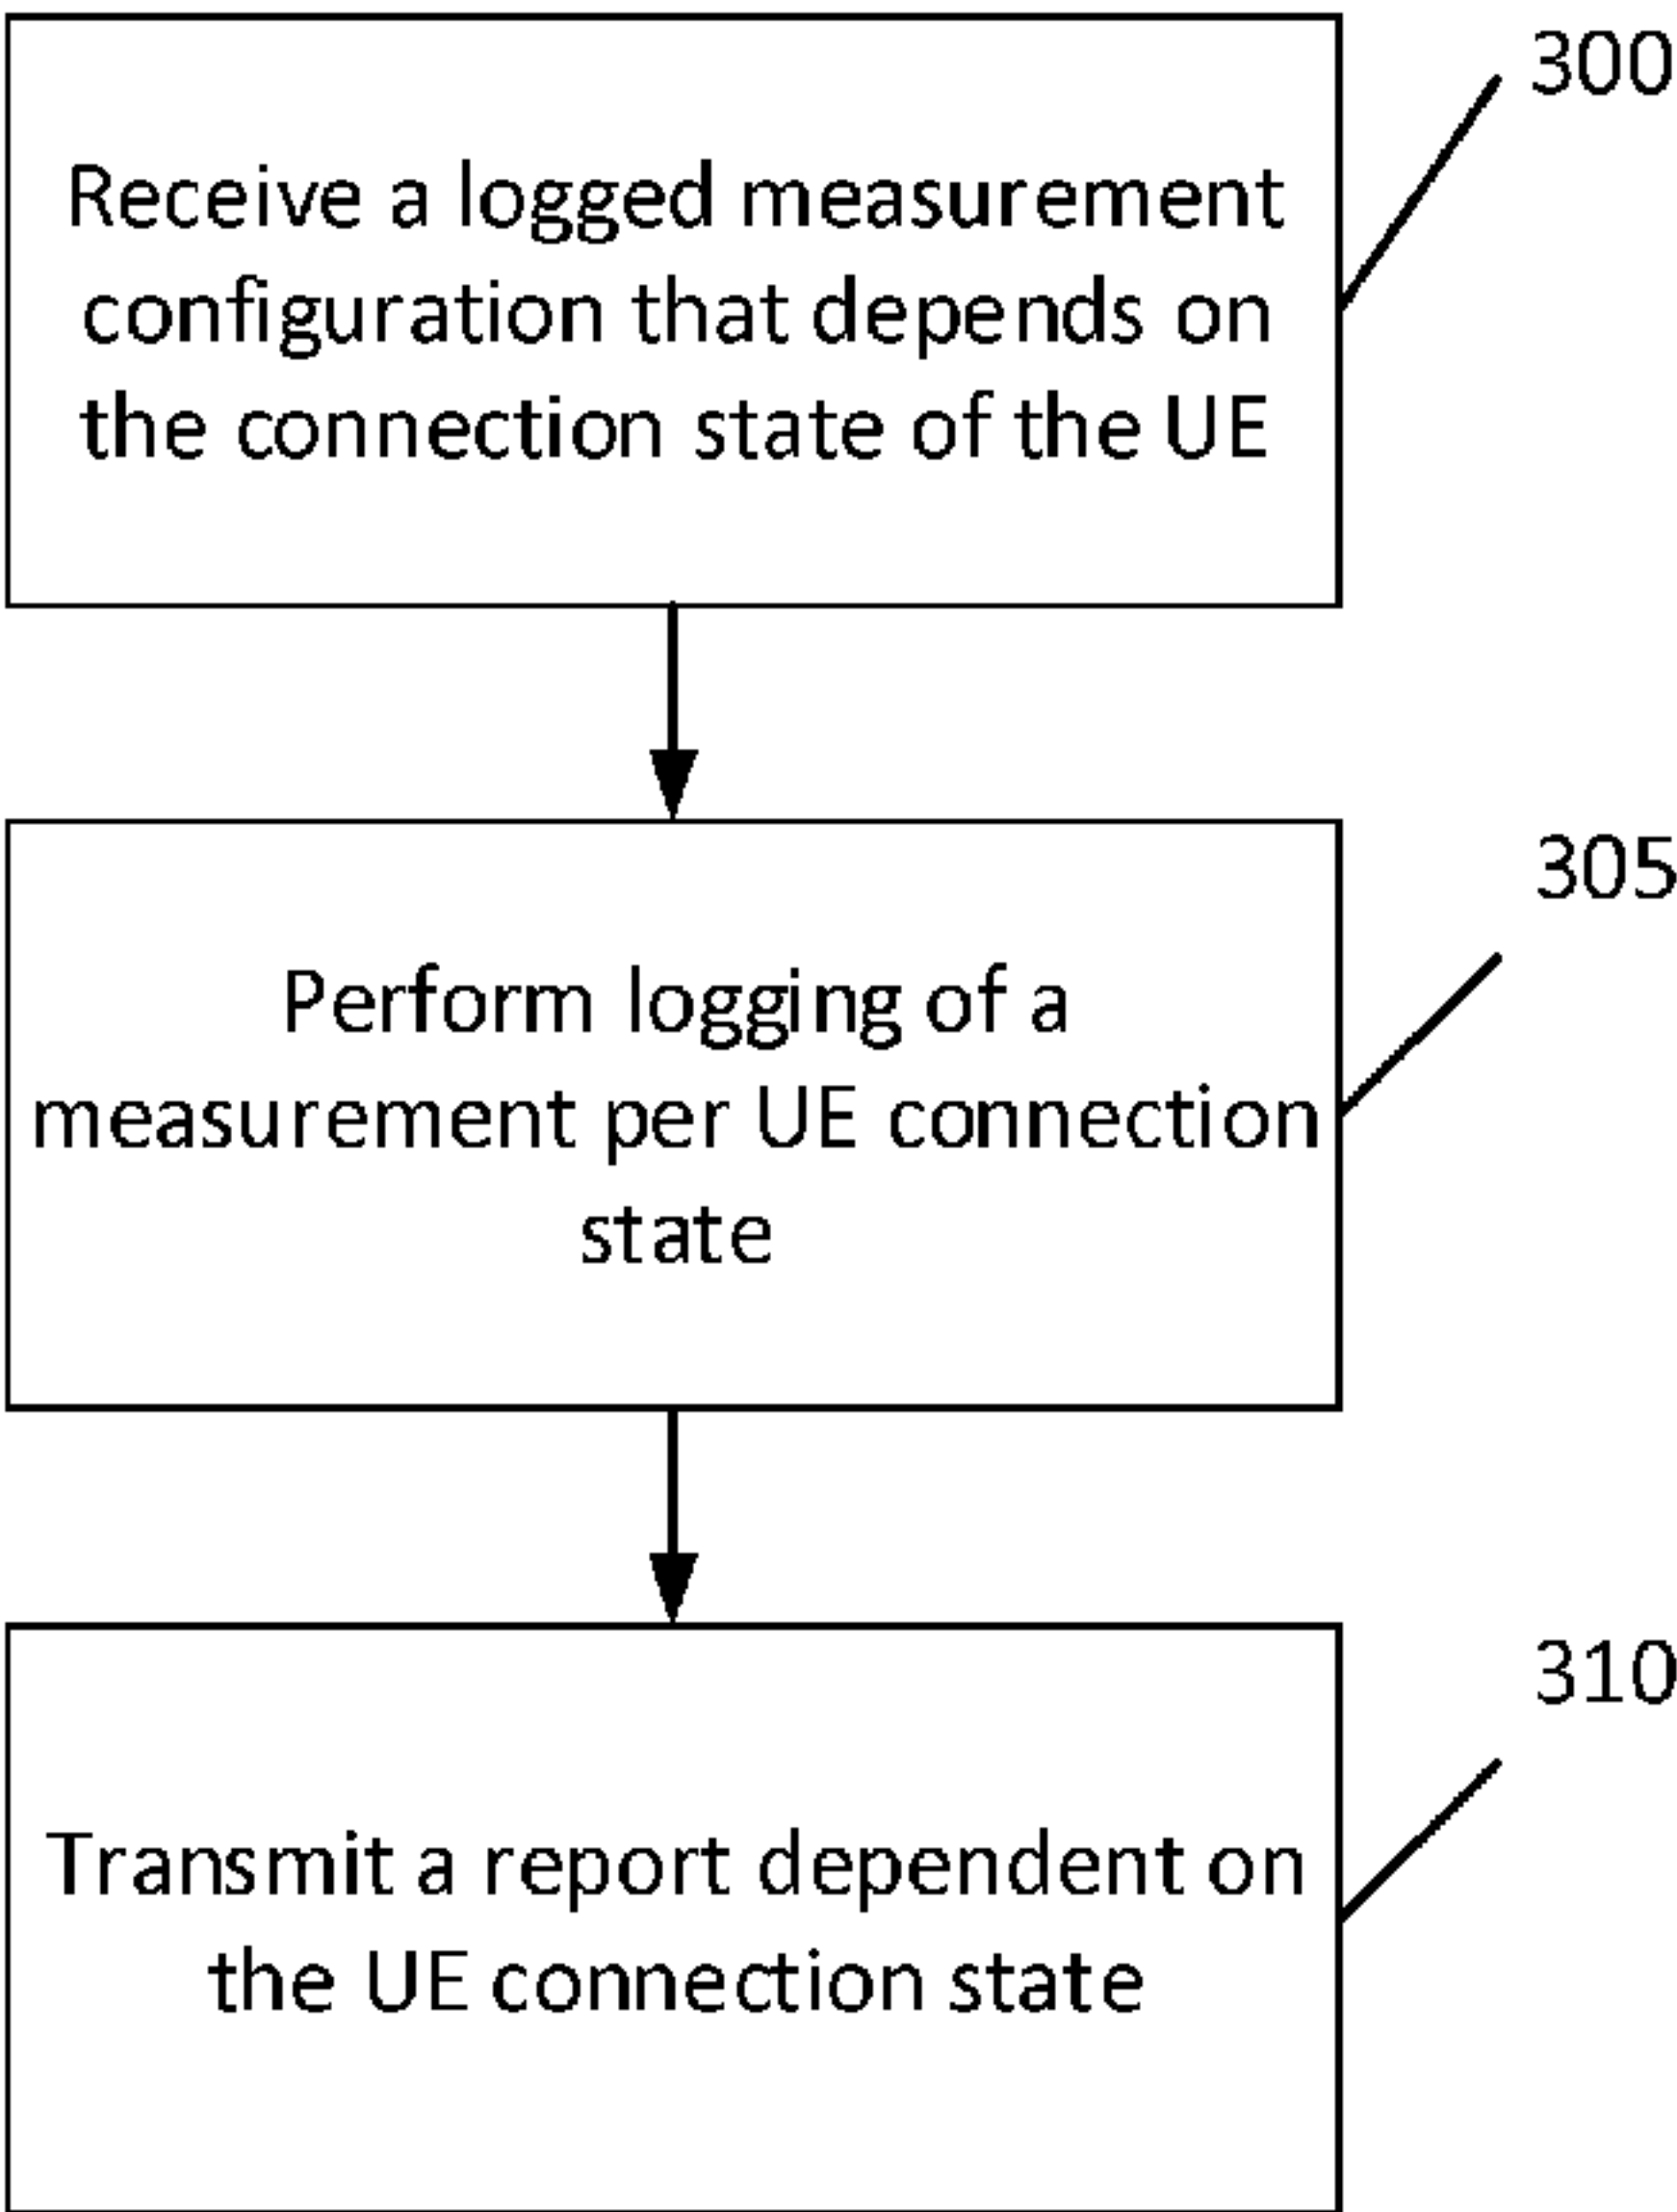 300
Receive a logged measurement
configuration that depends on
the connection state of the UE
305
Perform logging of a
measurement per UE connection
state
310
Transmit a report dependent on
the UE connection state